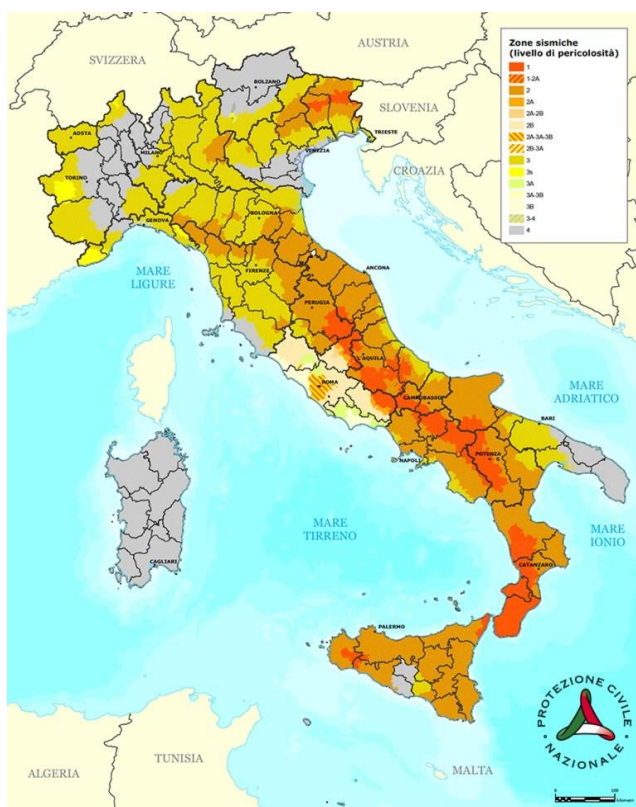 AUSTRIA
SVIZZERA
BOLZANO
SLOVENIA
AOSTA
TRIESTE
MILANO
VENEZIA
CROAZIA
TORINO
BOLOGNA
GENOVA
FIRENZE
ANCONA
MARE
LIGURE
PERUGIA
L'AQUILA
ROMA
CAMPOBASSO
MARE
ADRIATICO
BARI
NAPOLI
POTENZA
MARE
TIRRENO
MARE
IONIO
CAGLIARI
CATANZARO
PALERMO
TUNISIA
ALGERIA
MALTA
Zone sismiche
(livello di pericolosità)
1
1-2A
2
2A
2A-2B
2B
2A-3A-3B
2B-3A
3
3s
3A
3A-3B
3B
3-4
4
PROTEZIONE CIVILE
NAZIONALE